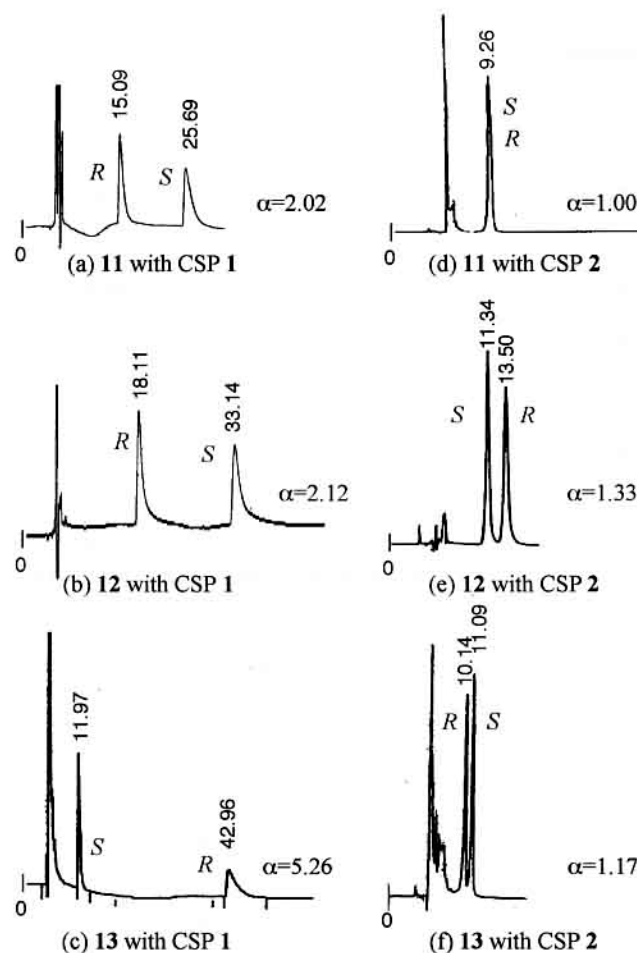 15.09
25.69
R
S
α=2.02
0
(a) 11 with CSP 1
9.26
S
R
α=1.00
0
(d) 11 with CSP 2
18.11
33.14
R
S
α=2.12
0
(b) 12 with CSP 1
11.34
13.50
S
R
α=1.33
0
(e) 12 with CSP 2
11.97
42.96
S
R
α=5.26
0
(c) 13 with CSP 1
10.14
11.09
R
S
α=1.17
0
(f) 13 with CSP 2